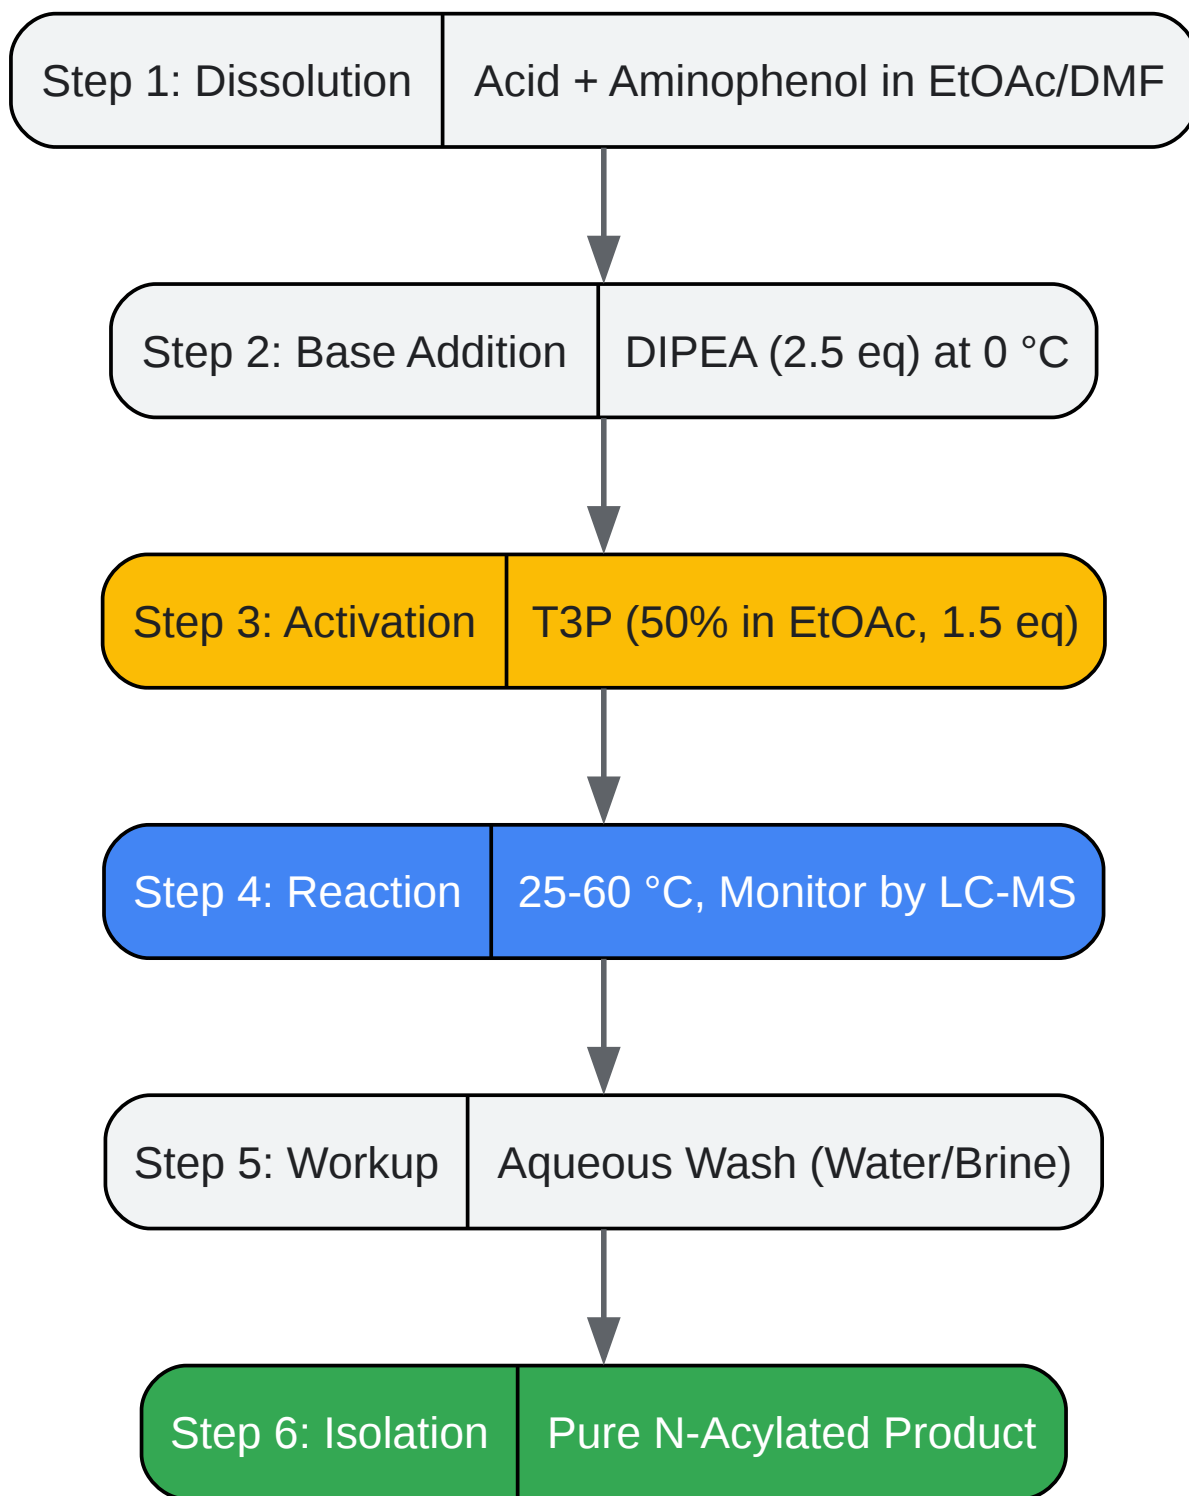 Step 1: Dissolution Acid + Aminophenol in EtOAc/DMF
Step 2: Base Addition DIPEA (2.5 eq) at 0 °C
Step 3: Activation T3P (50% in EtOAc, 1.5 eq)
Step 4: Reaction 25-60 °C, Monitor by LC-MS
Step 5: Workup Aqueous Wash (Water/Brine)
Step 6: Isolation Pure N-Acylated Product